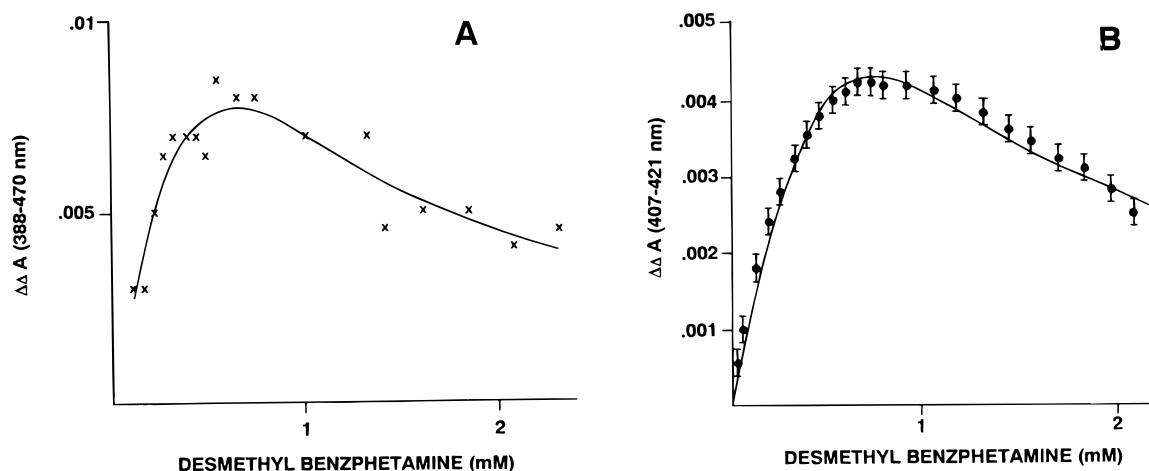 A
.01
.005
ΔΔ A (388-470 nm)
1
2
DESMETHYL BENZPHETAMINE (mM)
B
.005
.004
.003
.002
.001
ΔΔ A (407-421 nm)
1
2
DESMETHYL BENZPHETAMINE (mM)